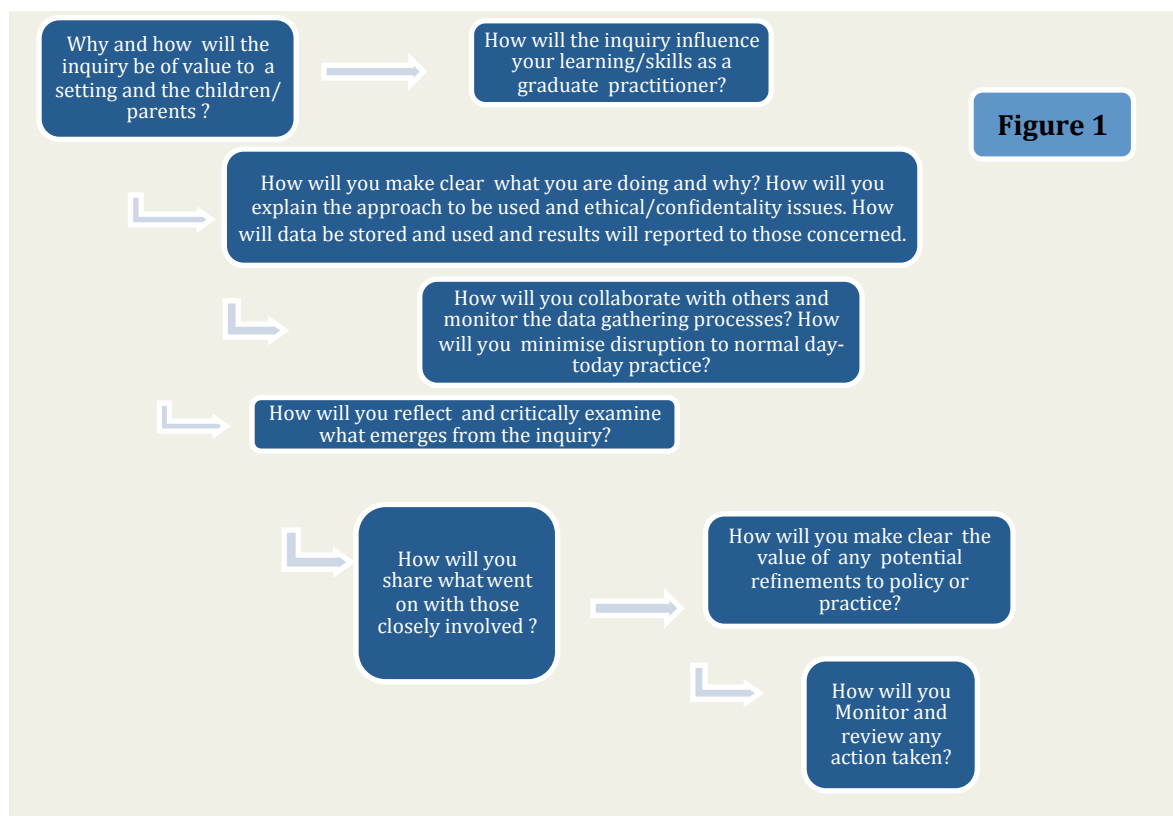 Why and how will the
inquiry be of value to a
setting and the children/
parents ?
How will the inquiry influence
your learning/skills as a
graduate practitioner?
Figure 1
How will you make clear what you are doing and why? How will you
explain the approach to be used and ethical/confidentality issues. How
will data be stored and used and results will reported to those concerned.
How will you collaborate with others and
monitor the data gathering processes? How
will you minimise disruption to normal day-
today practice?
How will you reflect and critically examine
what emerges from the inquiry?
How will you
share what went
on with those
closely involved ?
How will you make clear the
value of any potential
refinements to policy or
practice?
How will you
Monitor and
review any
action taken?